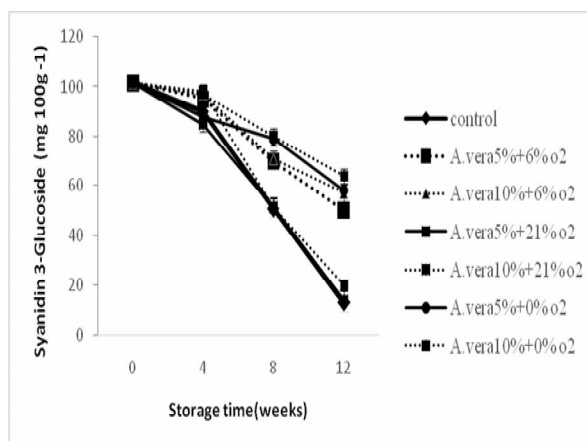 Syanidin 3-Glucoside (mg 100g -1)
120
100
80
60
40
20
0
0 4 8 12
Storage time(weeks)
control
A.vera5%+6%o2
A.vera10%+6%o2
A.vera5%+21%o2
A.vera10%+21%o2
A.vera5%+0%o2
A.vera10%+0%o2